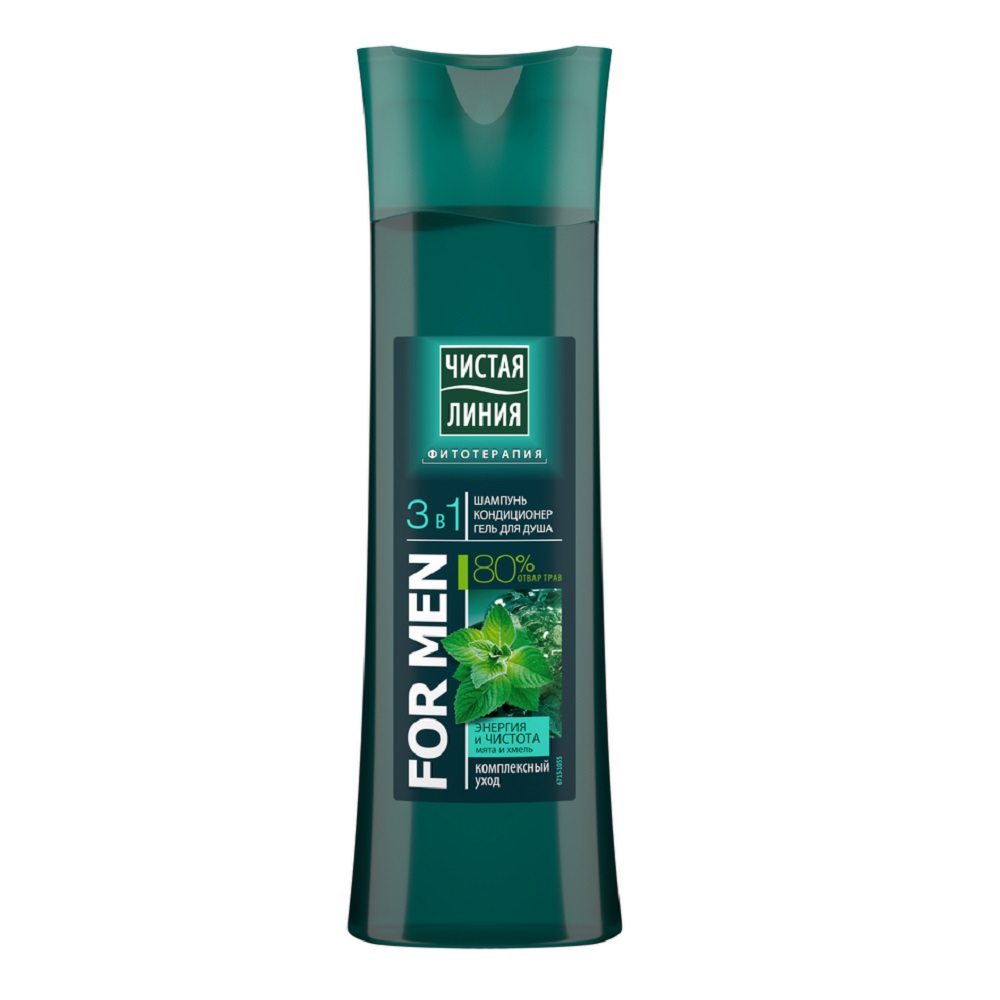 ЧИСТАЯ
ЛИНИЯ
ФИТОТЕРАПИЯ
3 в 1
ШАМПУНЬ
КОНДИЦИОНЕР
ГЕЛЬ ДЛЯ ДУША
FOR MEN
80%
ОТВАР ТРАВ
ЭНЕРГИЯ
и ЧИСТОТА
МЯТА И ХМЕЛЬ
КОМПЛЕКСНЫЙ
УХОД